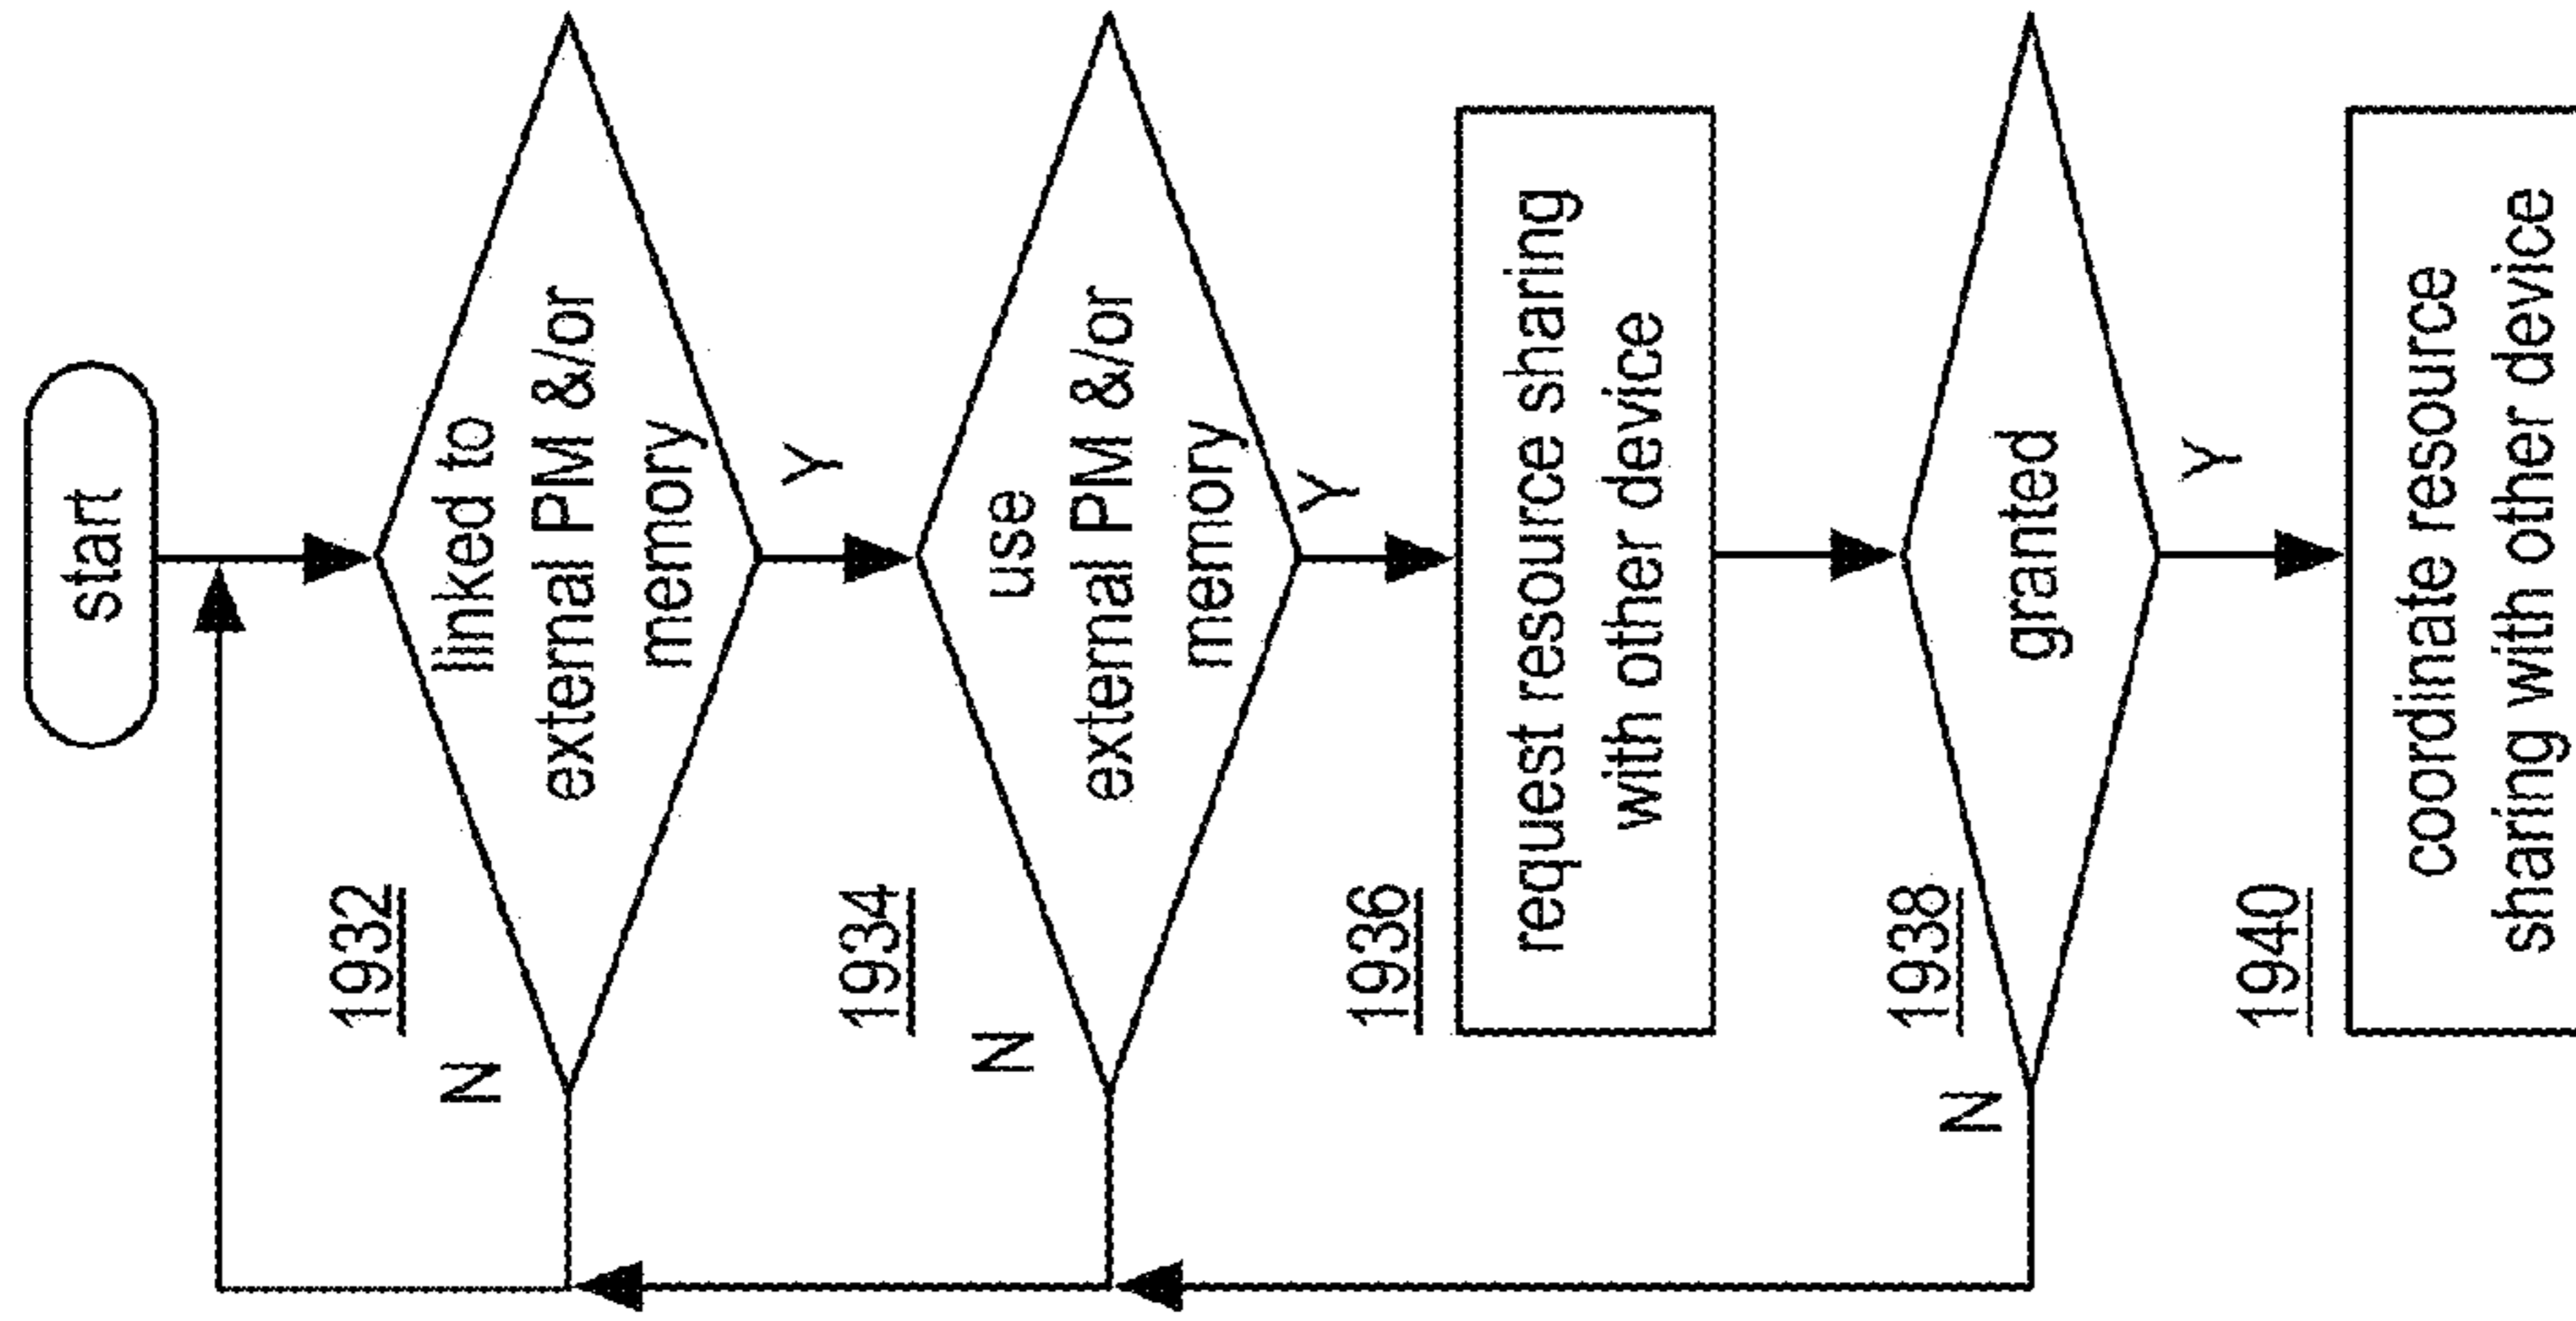 start
1932
linked to
external PM &/or
memory
N
Y
1934
use
external PM &/or
memory
N
Y
1936
request resource sharing
with other device
1938
granted
N
Y
1940
coordinate resource
sharing with other device